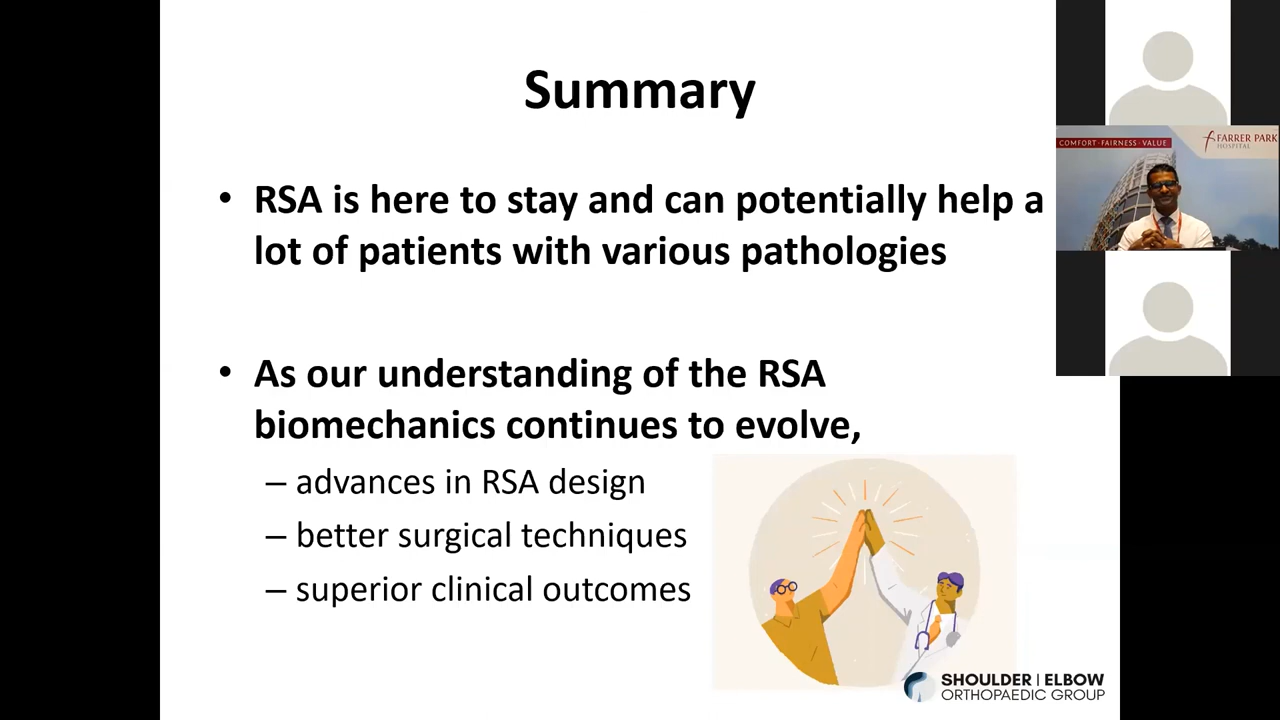 Summary
• RSA is here to stay and can potentially help a
lot of patients with various pathologies
• As our understanding of the RSA
biomechanics continues to evolve,
– advances in RSA design
– better surgical techniques
– superior clinical outcomes
SHOULDER | ELBOW
ORTHOPAEDIC GROUP
COMFORT · FAIRNESS · VALUE
FARRER PARK
HOSPITAL